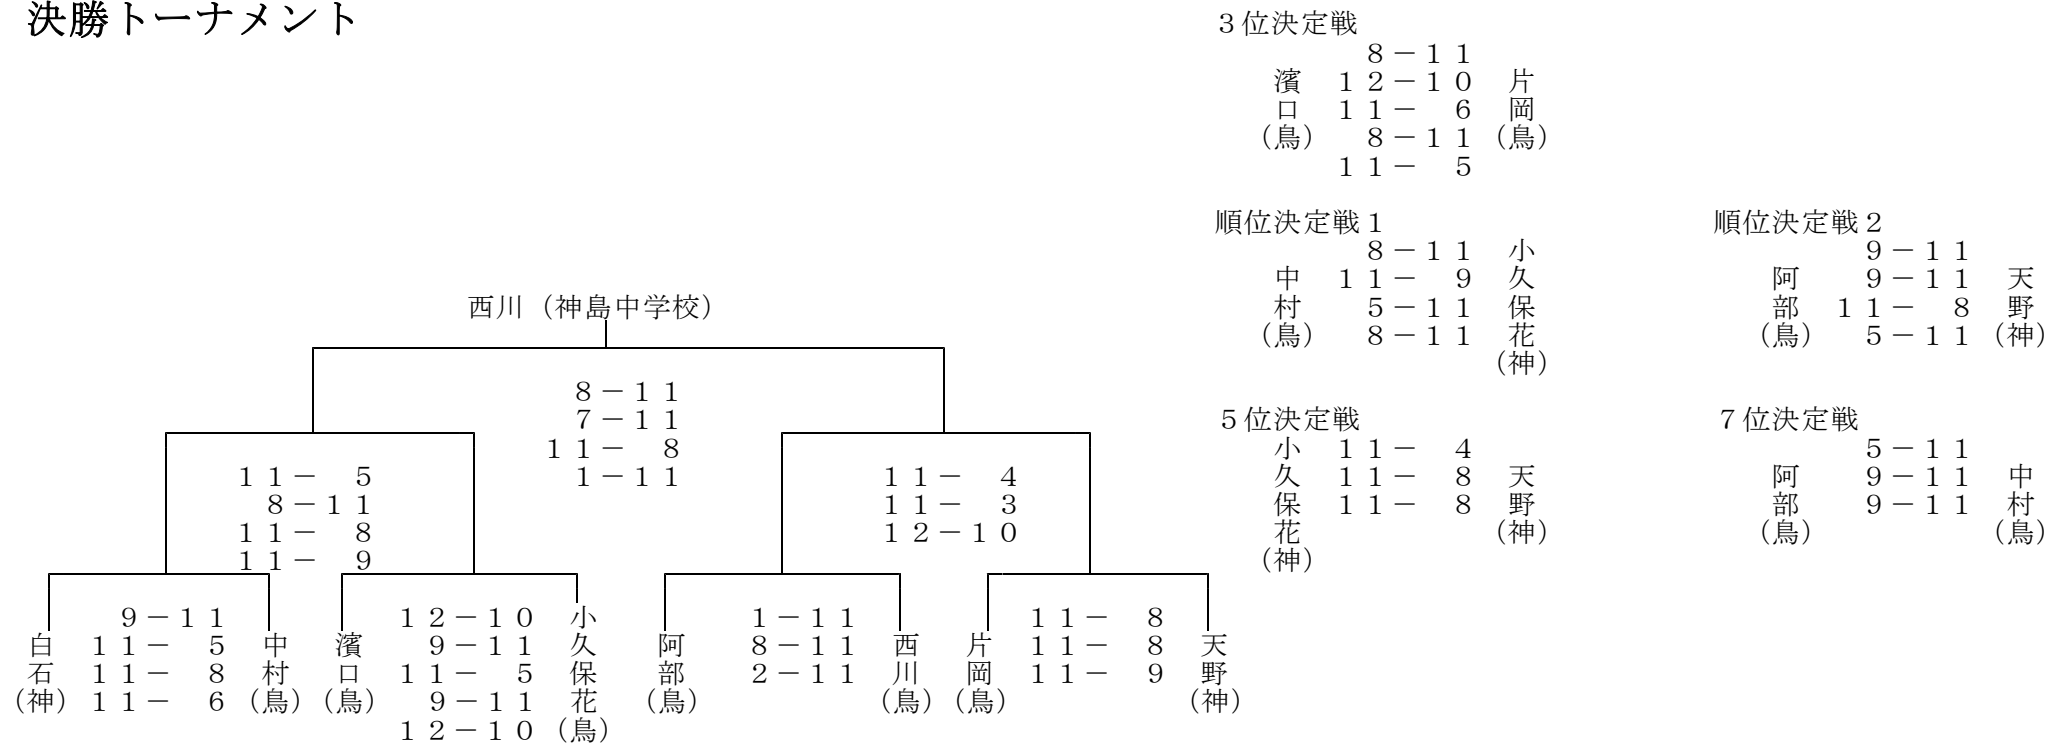 決勝トーナメント
３位決定戦
濱口（鳥）
８－１１
１２－１０
１１－　６
８－１１
１１－　５
片岡（鳥）
順位決定戦１
中村（鳥）
８－１１
１１－　９
５－１１
８－１１
小久保花（神）
順位決定戦２
阿部（鳥）
９－１１
９－１１
１１－　８
５－１１
天野（神）
５位決定戦
小久保花（神）
１１－　４
１１－　８
１１－　８
天野（神）
７位決定戦
阿部（鳥）
５－１１
９－１１
９－１１
中村（鳥）
西川（神島中学校）
８－１１
７－１１
１１－　８
１－１１
１１－　５
８－１１
１１－　８
１１－　９
１１－　４
１１－　３
１２－１０
白石（神）
９－１１
１１－　５
１１－　８
１１－　６
中村（鳥）
濱口（鳥）
１２－１０
９－１１
１１－　５
９－１１
１２－１０
小久保花（鳥）
阿部（鳥）
１－１１
８－１１
２－１１
西川（鳥）
片岡（鳥）
１１－　８
１１－　８
１１－　９
天野（神）